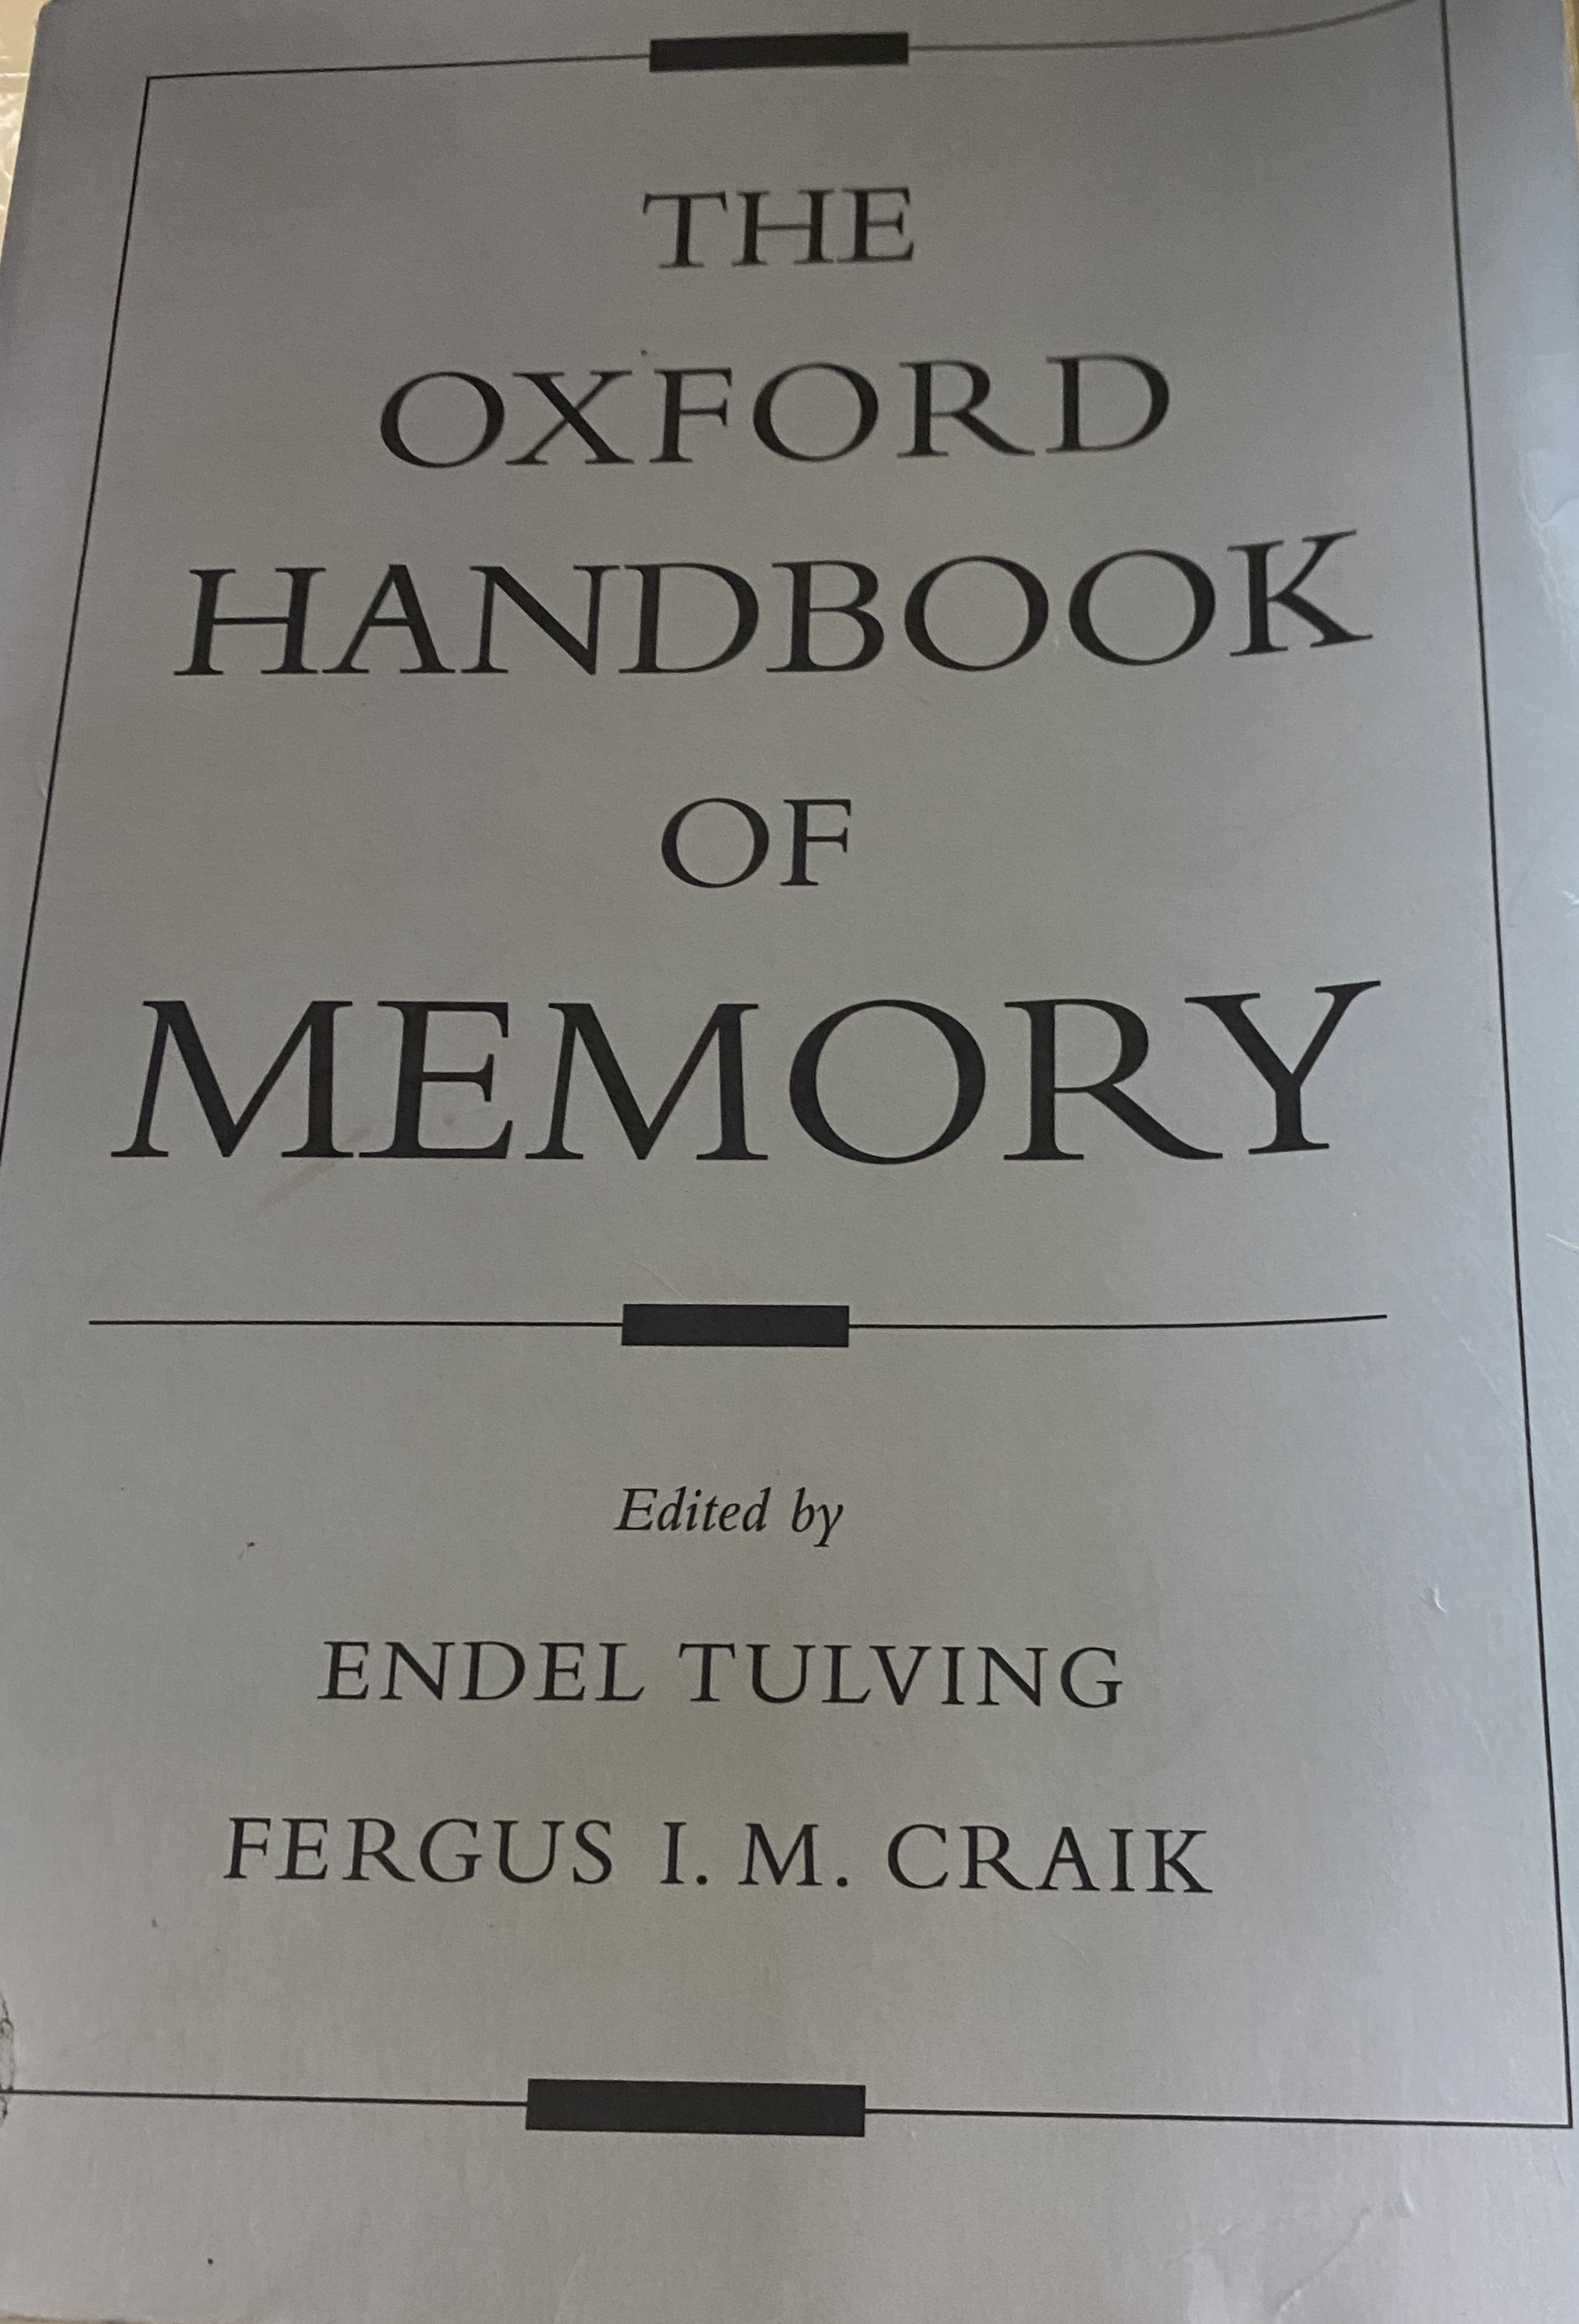 THE
OXFORD
HANDBOOK
OF
MEMORY
Edited by
ENDEL TULVING
FERGUS I. M. CRAIK